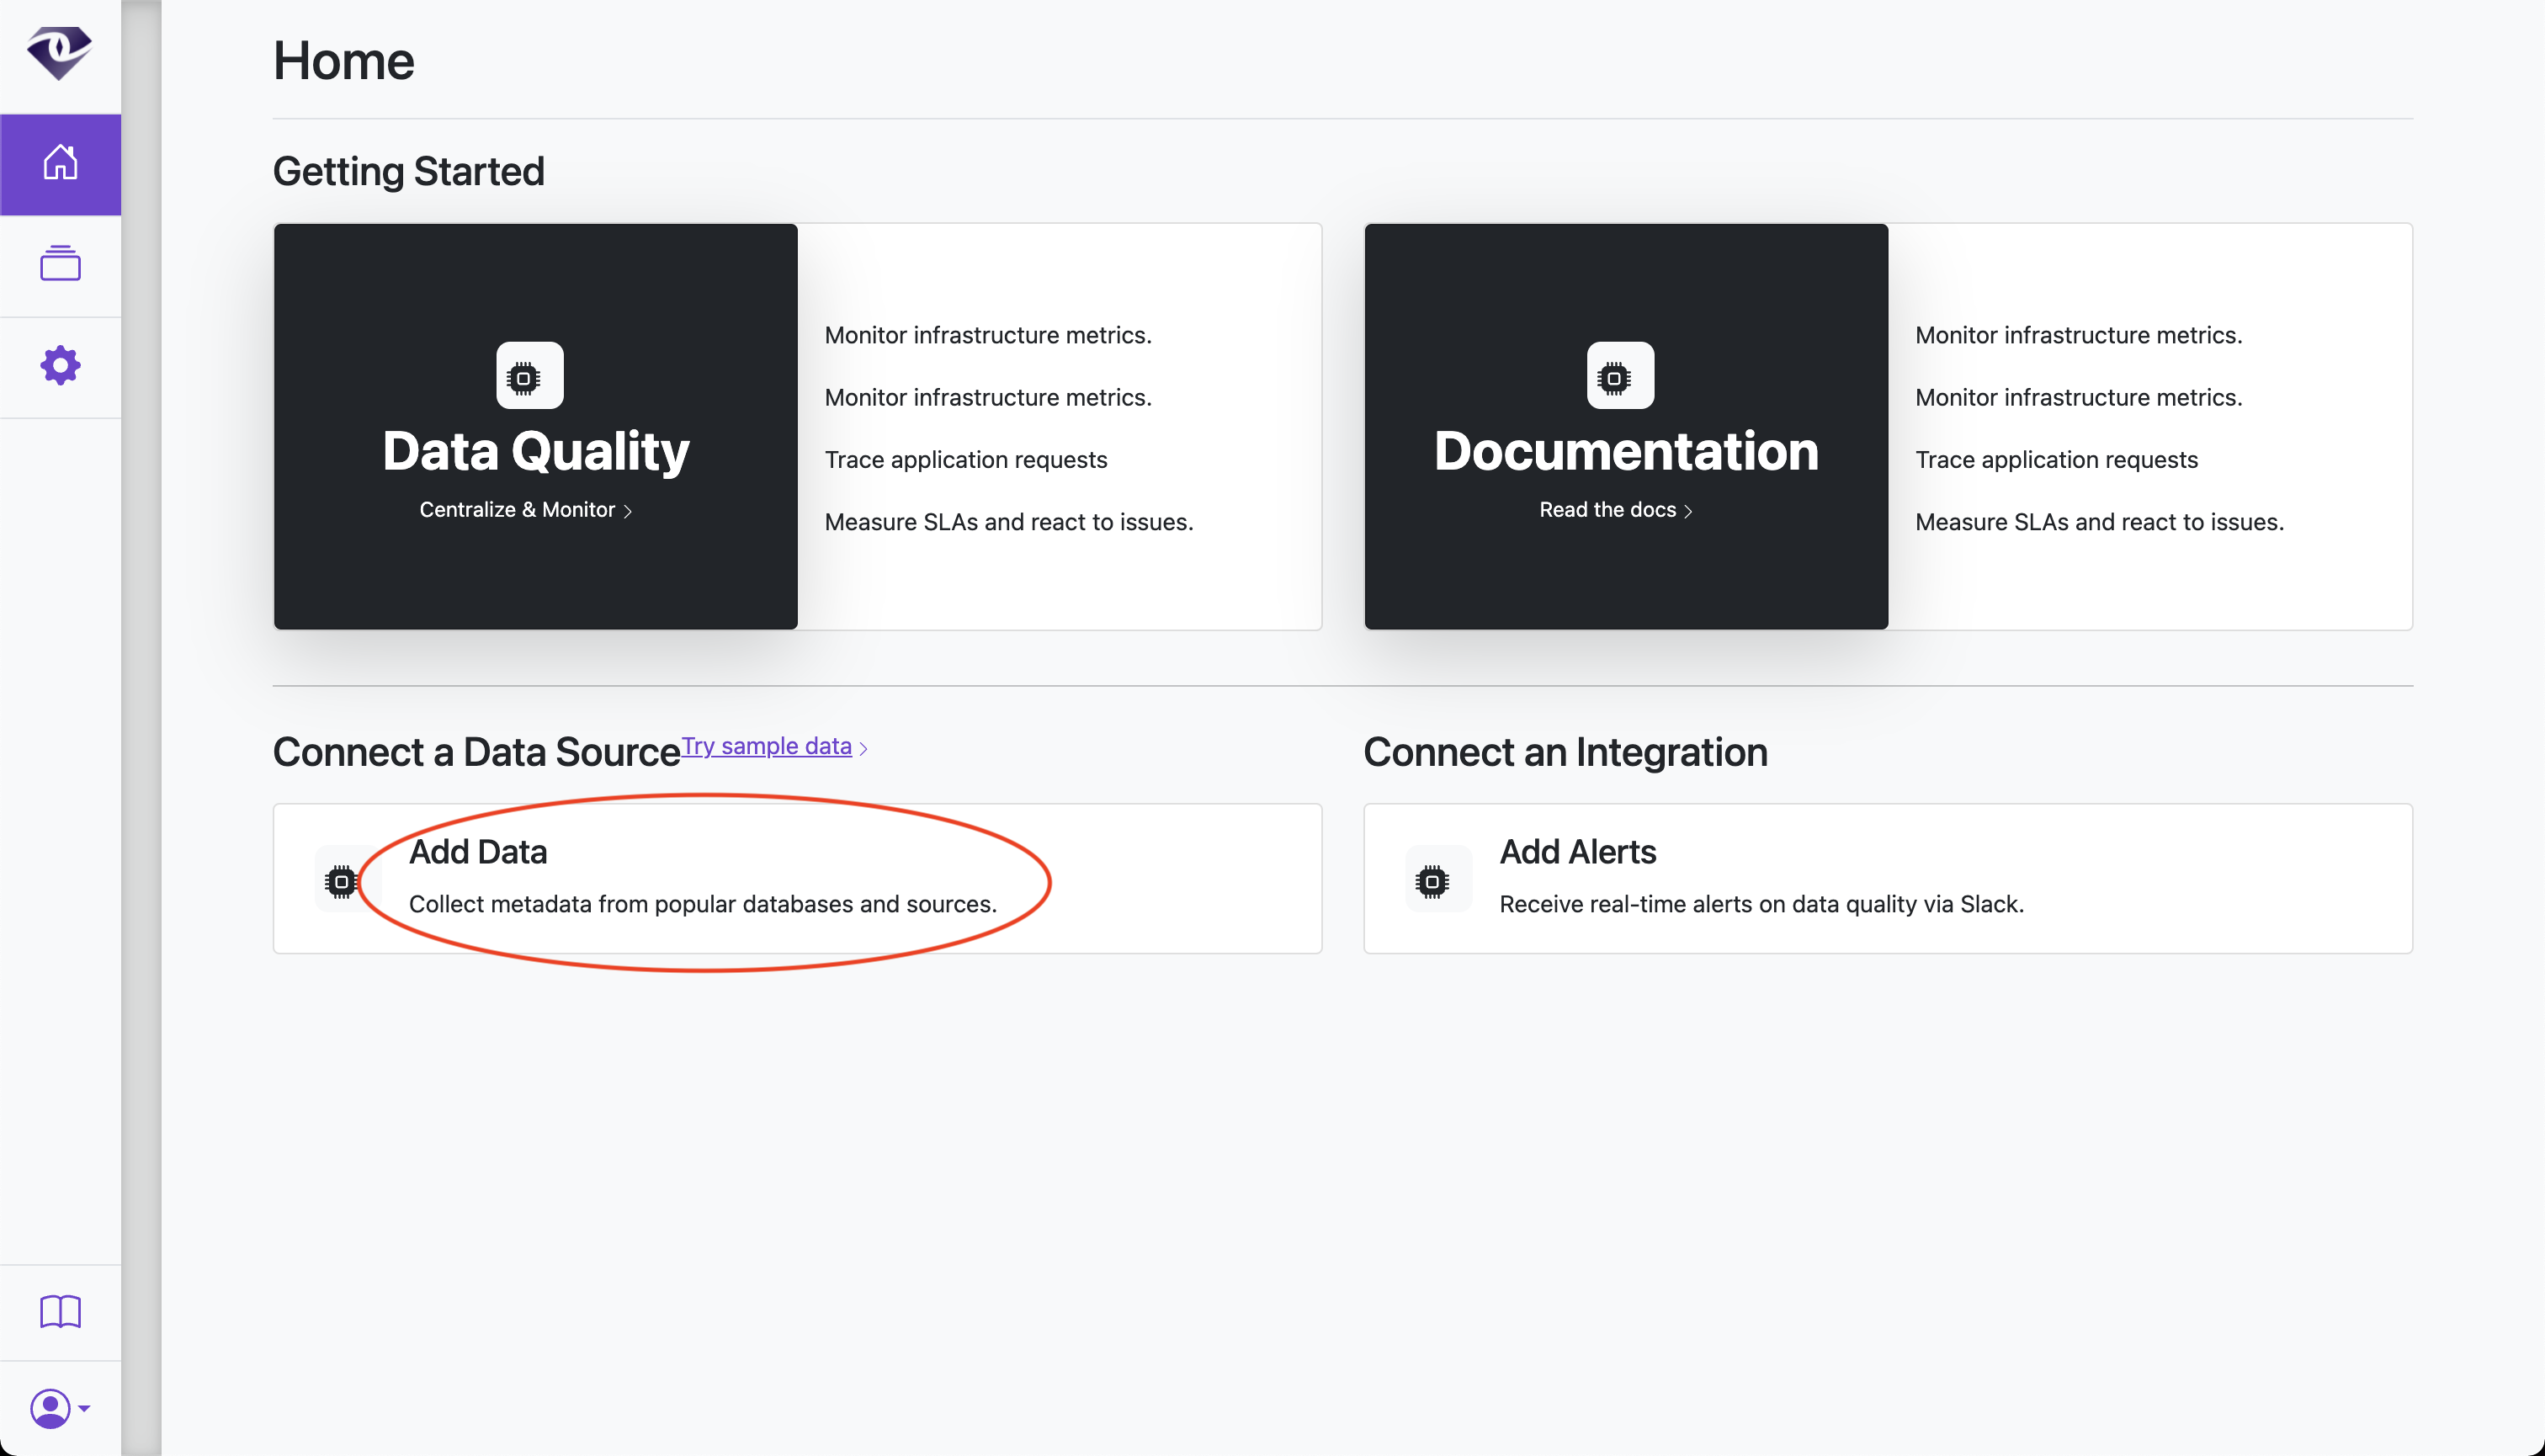 Home
Getting Started
Data Quality
Centralize & Monitor >
Monitor infrastructure metrics.
Monitor infrastructure metrics.
Trace application requests
Measure SLAs and react to issues.
Documentation
Read the docs >
Monitor infrastructure metrics.
Monitor infrastructure metrics.
Trace application requests
Measure SLAs and react to issues.
Connect a Data Source Try sample data >
Add Data
Collect metadata from popular databases and sources.
Connect an Integration
Add Alerts
Receive real-time alerts on data quality via Slack.